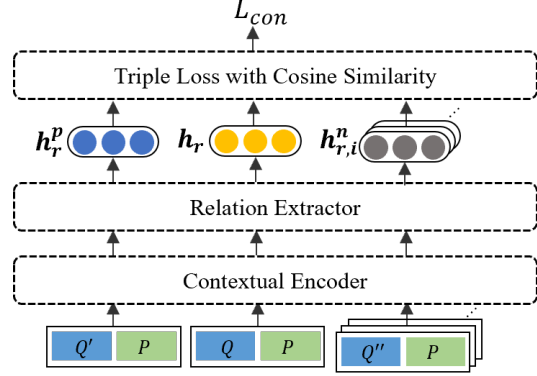 L_con
Triple Loss with Cosine Similarity
h_r^p h_r h_{r,i}^n
Relation Extractor
Contextual Encoder
Q′ P Q P Q″ P